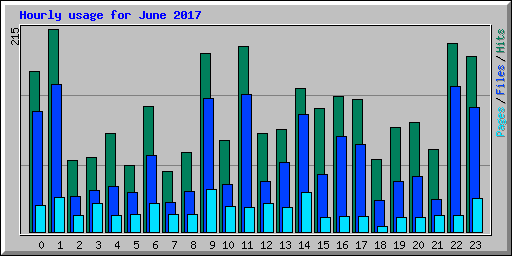 Hourly usage for June 2017
215
Pages/Files/Hits
0 1 2 3 4 5 6 7 8 9 10 11 12 13 14 15 16 17 18 19 20 21 22 23